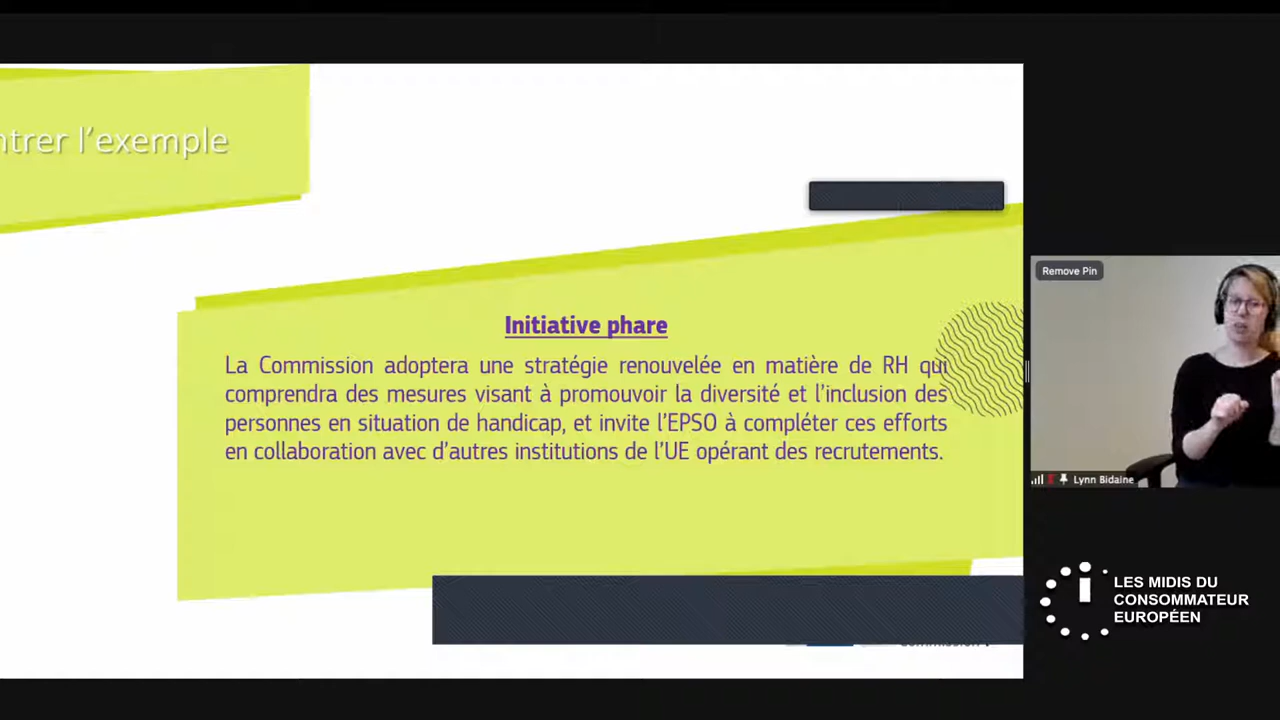 l'exemple
Initiative phare
La Commission adoptera une stratégie renouvelée en matière de RH qui
comprendra des mesures visant à promouvoir la diversité et l'inclusion des
personnes en situation de handicap, et invite l'EPSO à compléter ces efforts
en collaboration avec d'autres institutions de l'UE opérant des recrutements.
Remove Pin
Lynn Bidaine
LES MIDIS DU
CONSOMMATEUR
EUROPÉEN